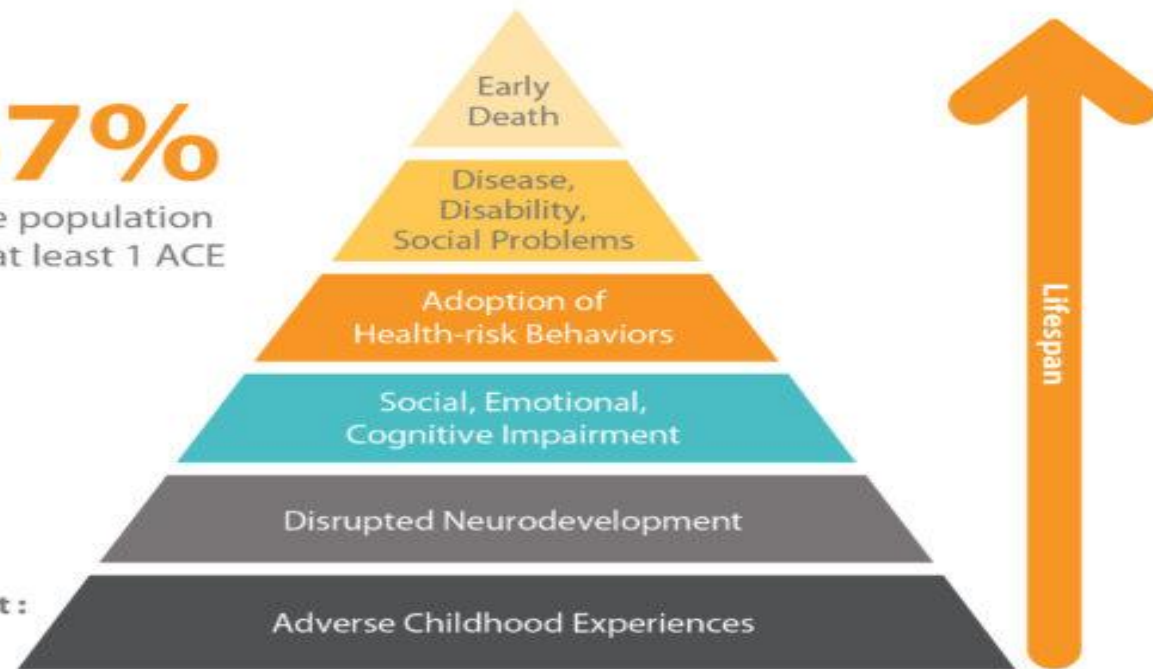 7%
population
at least 1 ACE
Early
Death
Disease,
Disability,
Social Problems
Adoption of
Health-risk Behaviors
Social, Emotional,
Cognitive Impairment
Disrupted Neurodevelopment
Adverse Childhood Experiences
Lifespan